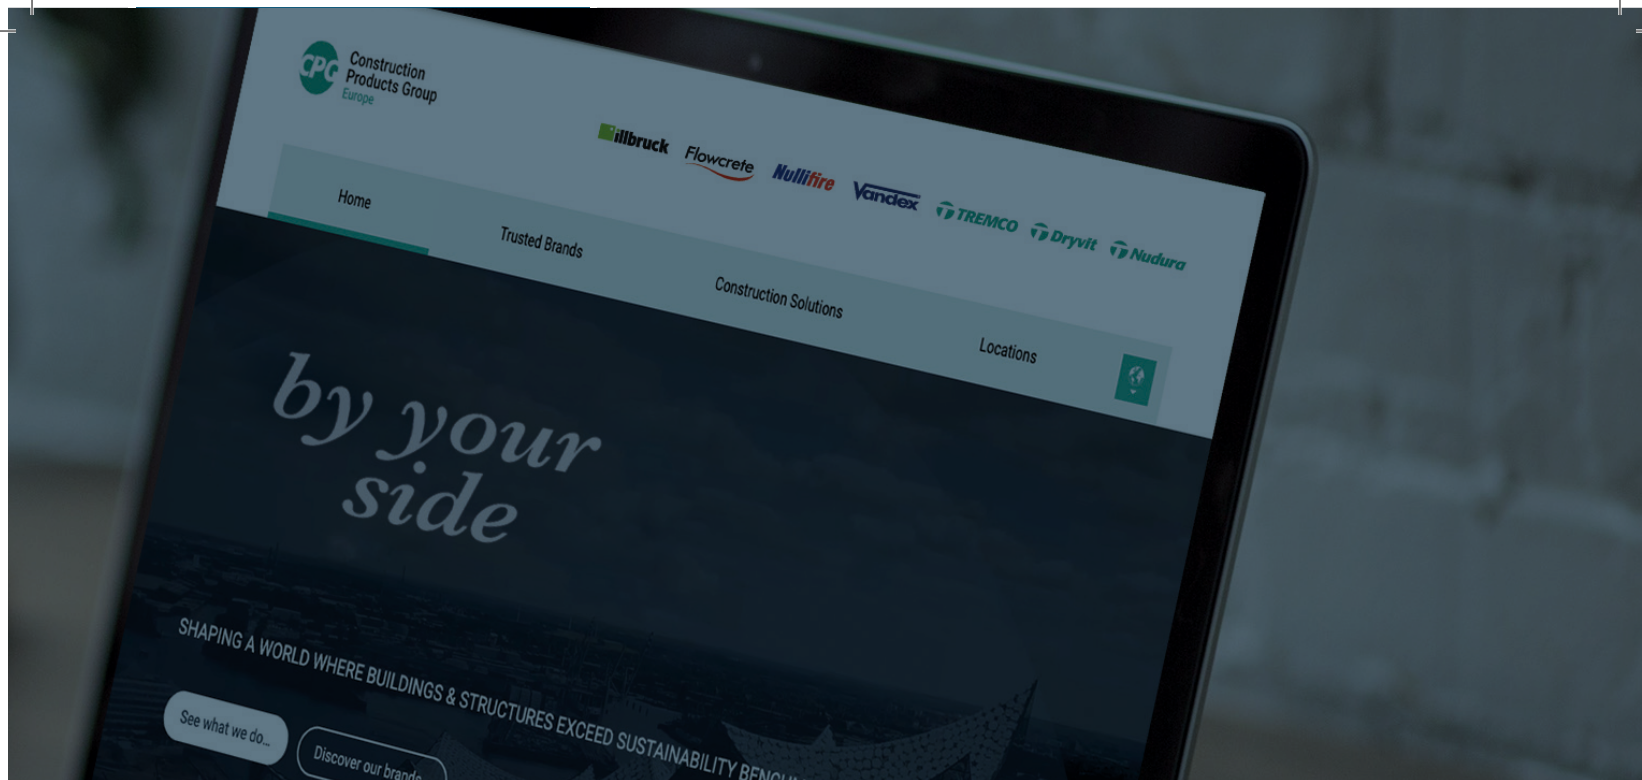 CPG
Construction
Products Group
Europe
illbruck
Flowcrete
Nullifire
Vandex
TREMCO
Dryvit
Nudura
Home
Trusted Brands
Construction Solutions
Locations
by your
side
SHAPING A WORLD WHERE BUILDINGS & STRUCTURES EXCEED SUSTAINABILITY
See what we do...
Discover our brands